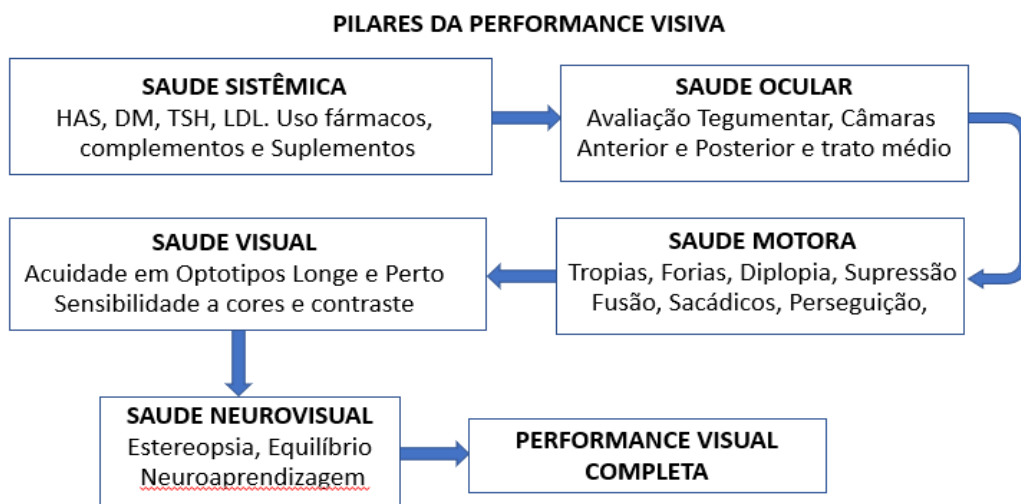 PILARES DA PERFORMANCE VISIVA
SAUDE SISTÊMICA
HAS, DM, TSH, LDL. Uso fármacos,
complementos e Suplementos
SAUDE OCULAR
Avaliação Tegumentar, Câmaras
Anterior e Posterior e trato médio
SAUDE MOTORA
Tropias, Forias, Diplopia, Supressão
Fusão, Sacádicos, Perseguição,
SAUDE VISUAL
Acuidade em Optotipos Longe e Perto
Sensibilidade a cores e contraste
SAUDE NEUROVISUAL
Estereopsia, Equilíbrio
Neuroaprendizagem
PERFORMANCE VISUAL
COMPLETA